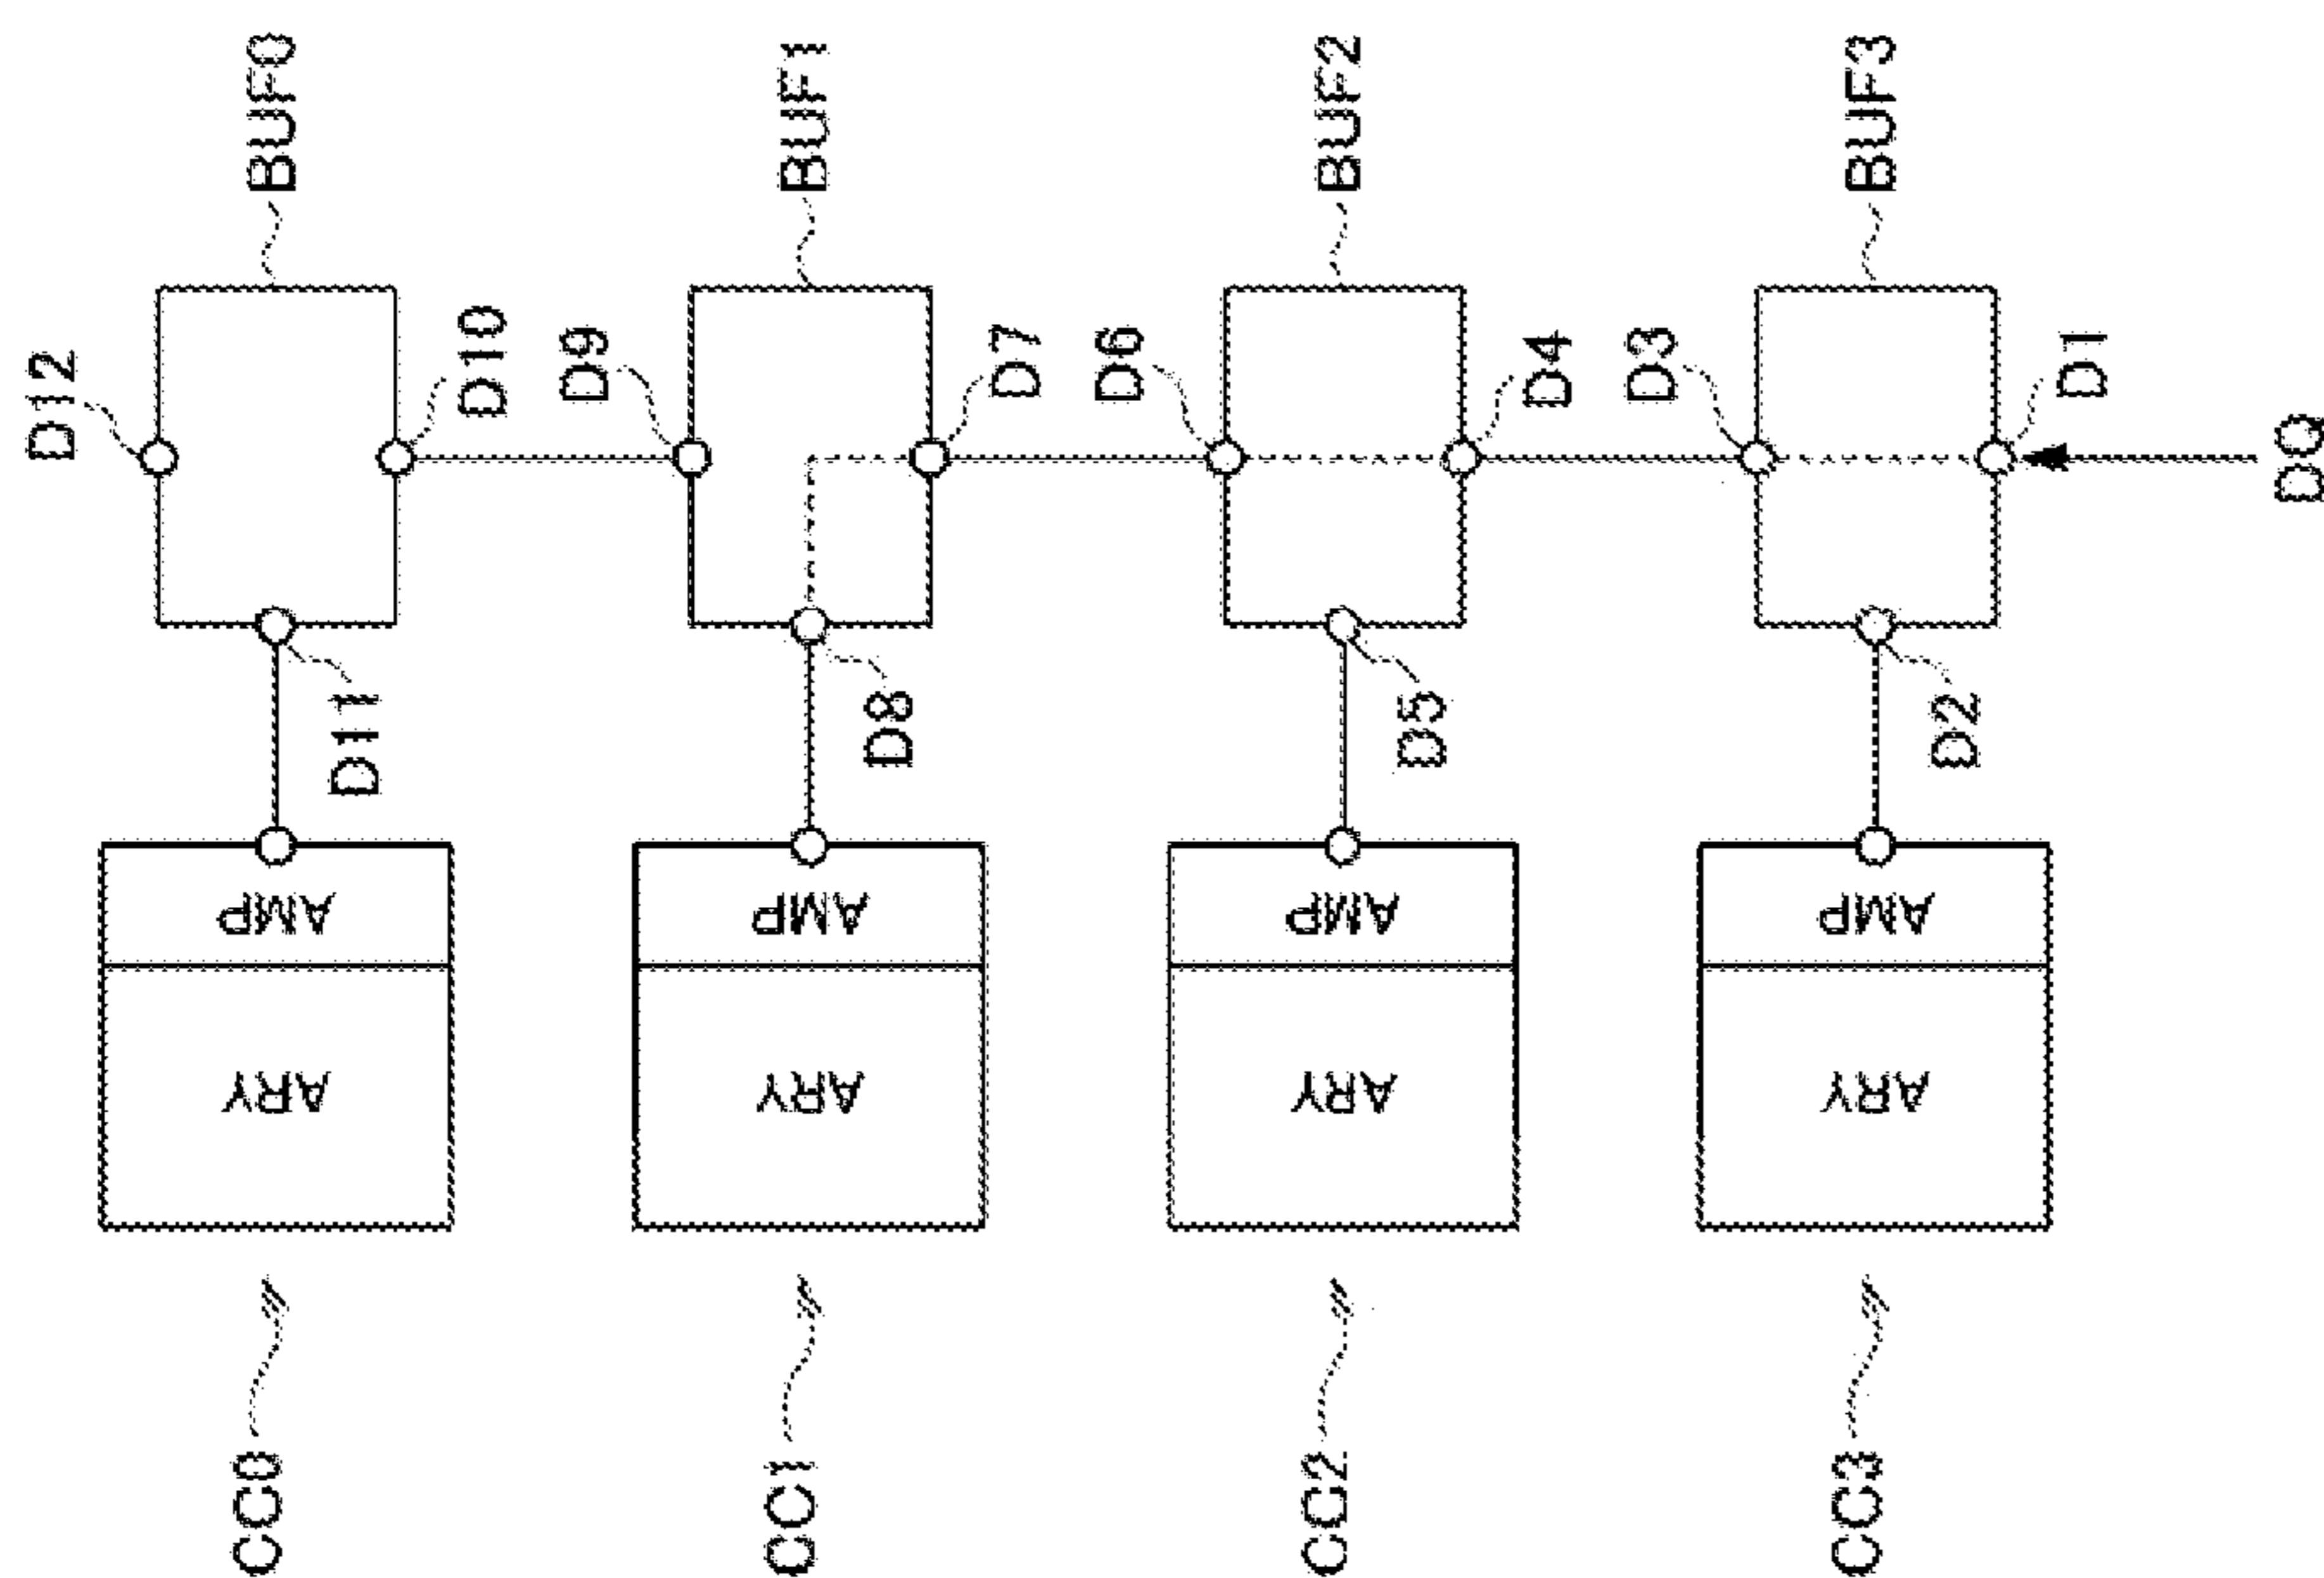 BUF0
BUF1
BUF2
BUF3
D12
D10
D9
D7
D6
D4
D3
D1
DQ
D11
D8
D5
D2
AMP
AMP
AMP
AMP
ARY
ARY
ARY
ARY
CC0
CC1
CC2
CC3